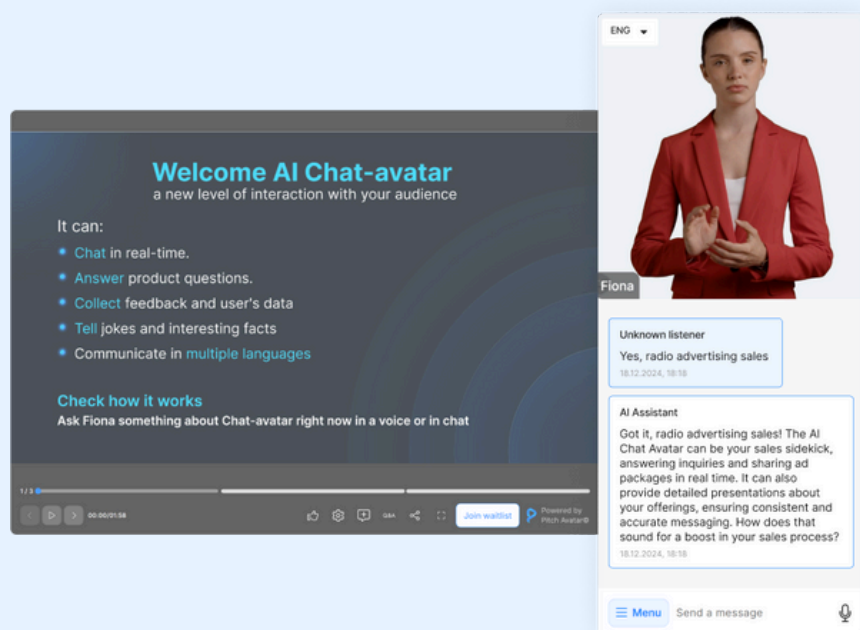 Welcome AI Chat-avatar
a new level of interaction with your audience
It can:
Chat in real-time.
Answer product questions.
Collect feedback and user's data
Tell jokes and interesting facts
Communicate in multiple languages
Check how it works
Ask Fiona something about Chat-avatar right now in a voice or in chat
1 / 3
00:00/01:58
Q&A
Join waitlist
Powered by
Pitch Avatar®
ENG
Fiona
Unknown listener
Yes, radio advertising sales
18.12.2024, 18:18
AI Assistant
Got it, radio advertising sales! The AI
Chat Avatar can be your sales sidekick,
answering inquiries and sharing ad
packages in real time. It can also
provide detailed presentations about
your offerings, ensuring consistent and
accurate messaging. How does that
sound for a boost in your sales process?
18.12.2024, 18:18
Menu
Send a message